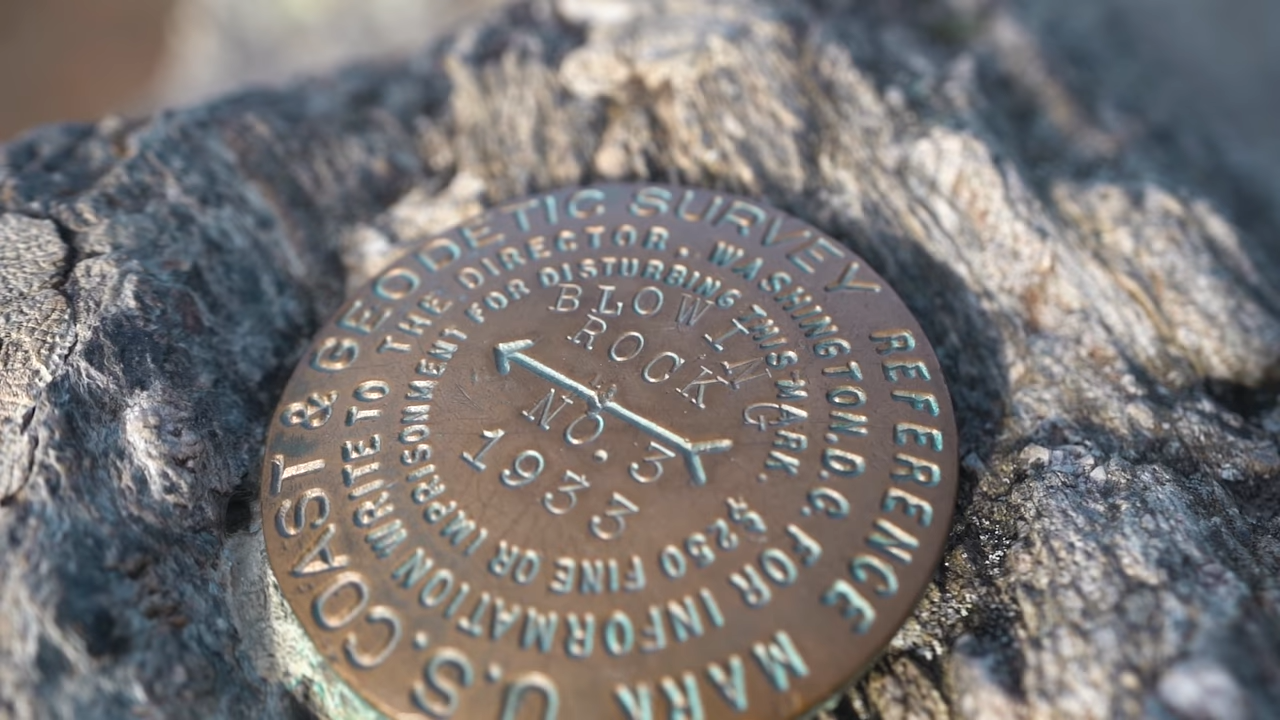 U.S. COAST & GEODETIC SURVEY
REFERENCE MARK
FOR INFORMATION WRITE TO THE DIRECTOR, WASHINGTON, D.C.
$250 FINE OR IMPRISONMENT FOR DISTURBING THIS MARK.
BLOWING
ROCK
NO. 3
1933